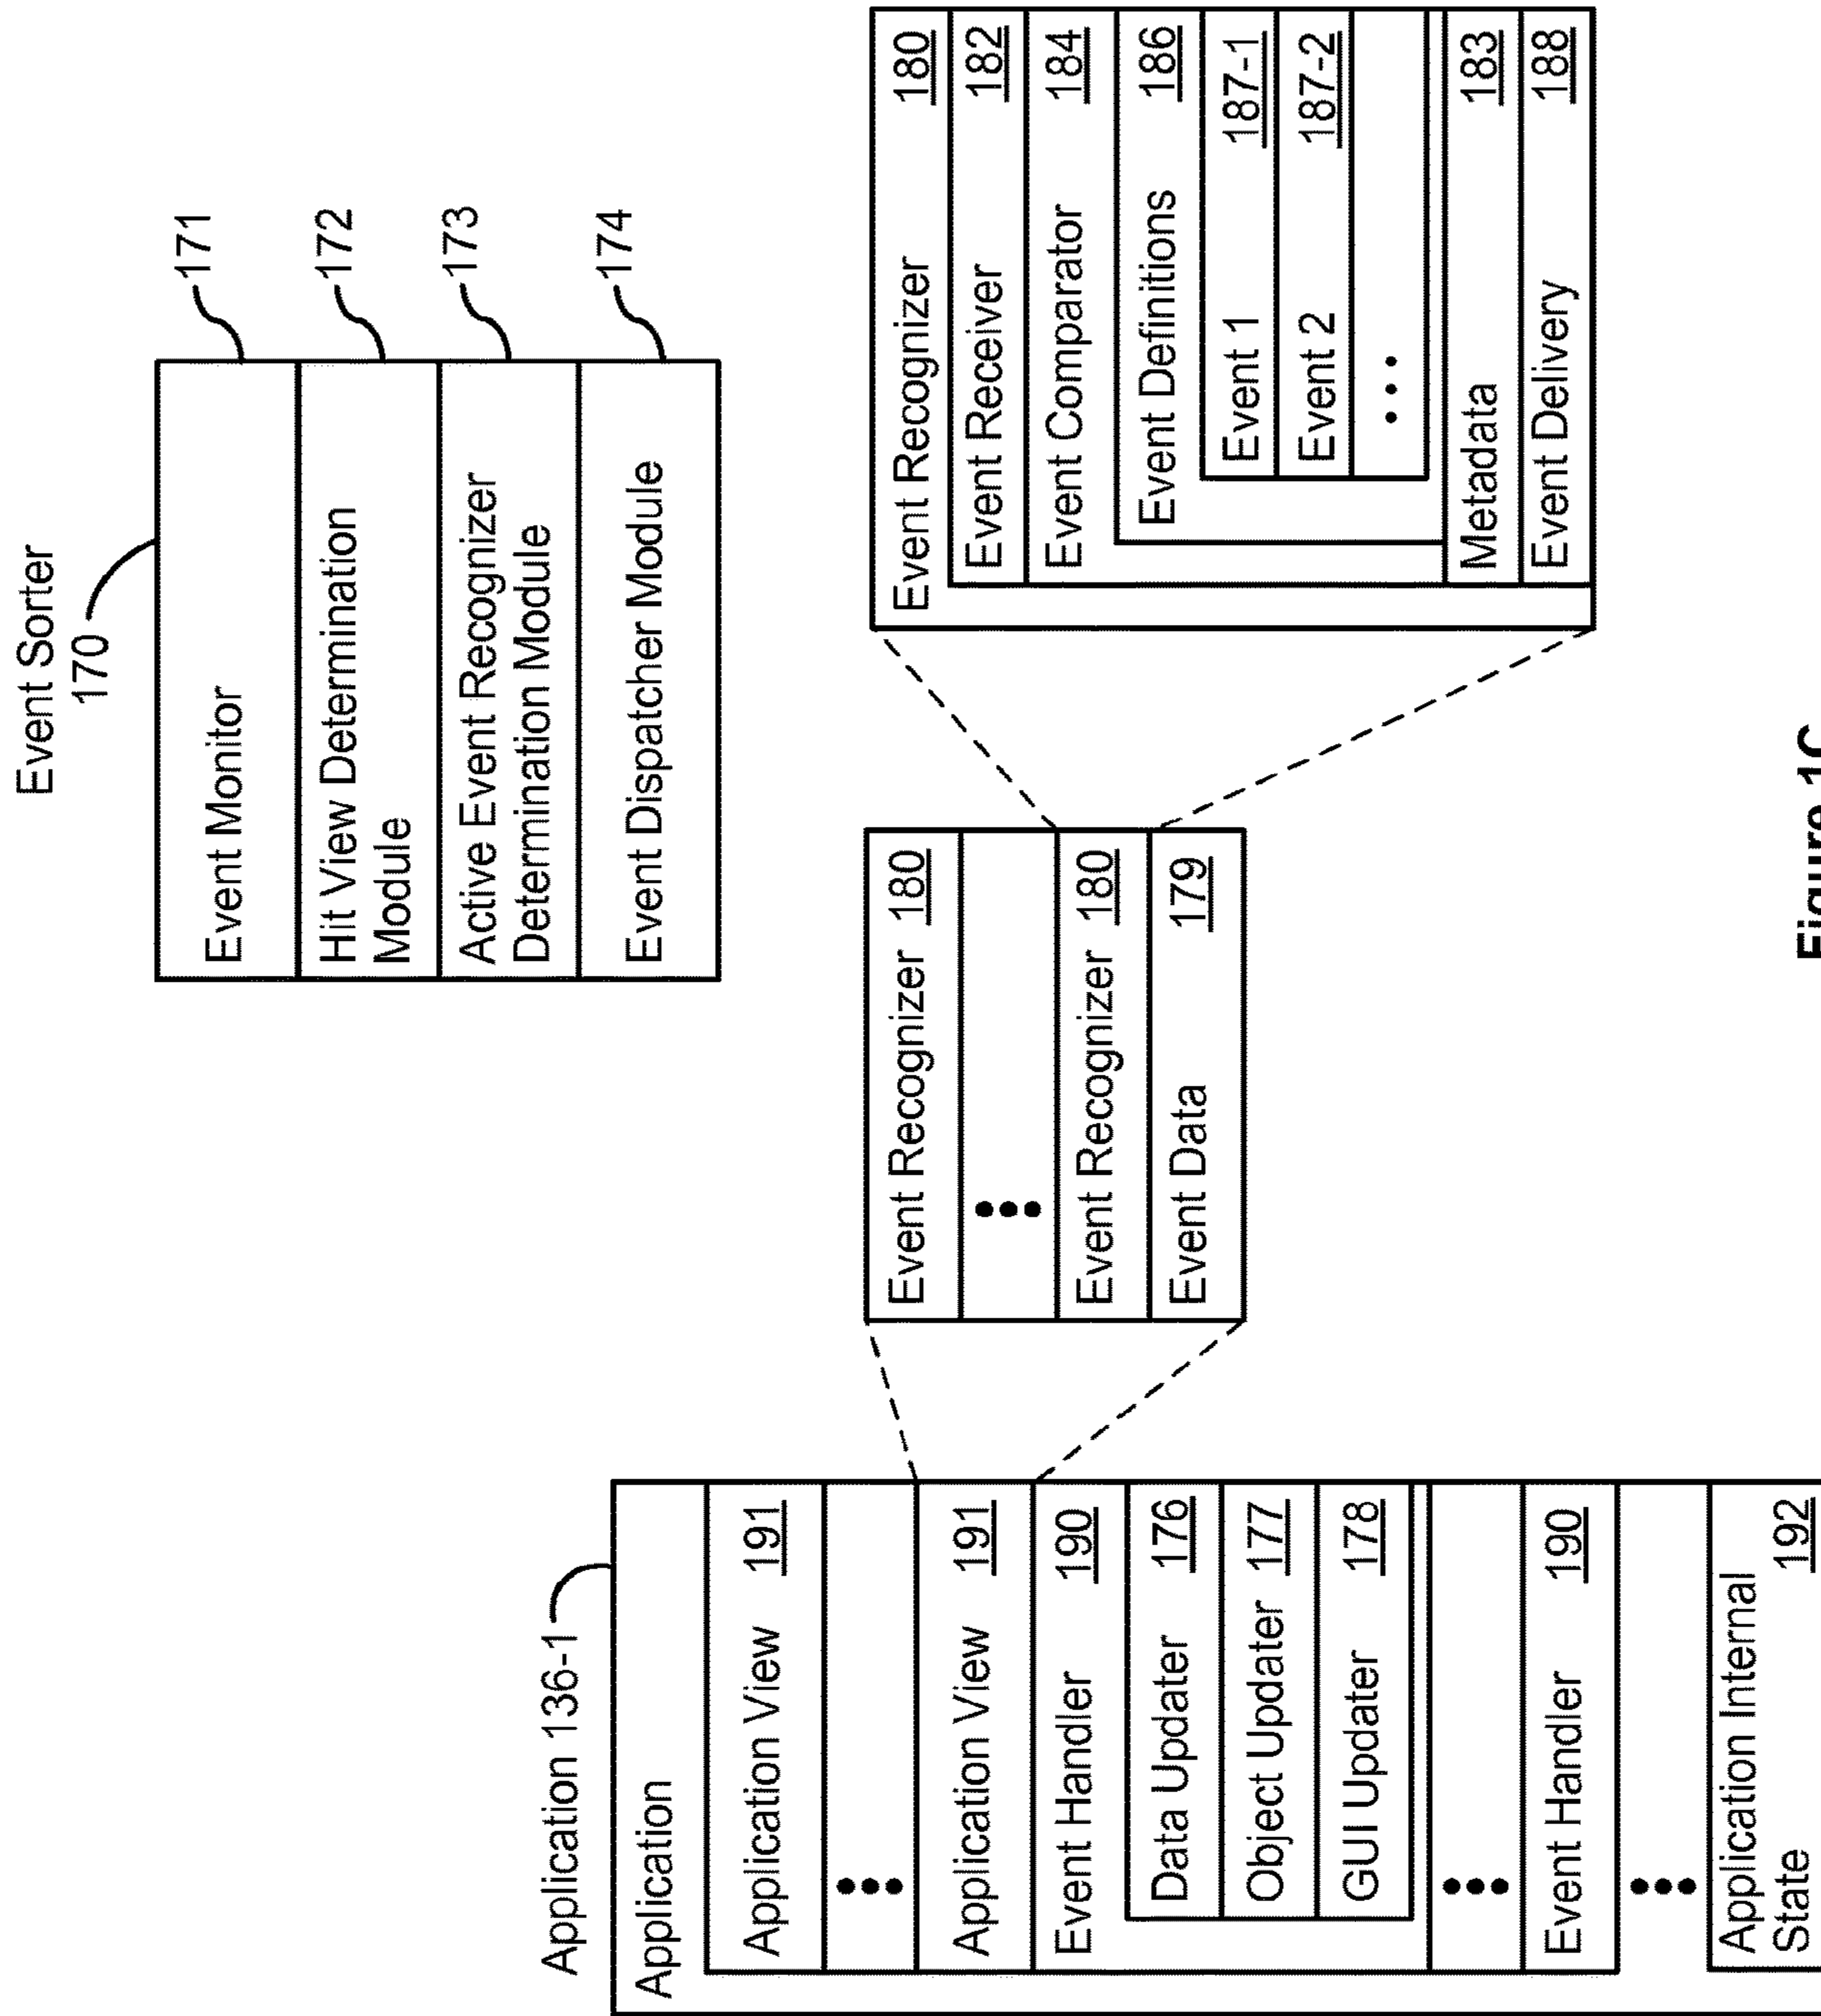 Event Sorter
170
Event Monitor
171
Hit View Determination
Module
172
Active Event Recognizer
Determination Module
173
Event Dispatcher Module
174
Application 136-1
Application
Application View 191
Application View 191
Event Handler 190
Data Updater 176
Object Updater 177
GUI Updater 178
Event Handler 190
Application Internal
State 192
Event Recognizer 180
Event Recognizer 180
Event Data 179
Event Recognizer 180
Event Receiver 182
Event Comparator 184
Event Definitions 186
Event 1 187-1
Event 2 187-2
Metadata 183
Event Delivery 188
Figure 1C